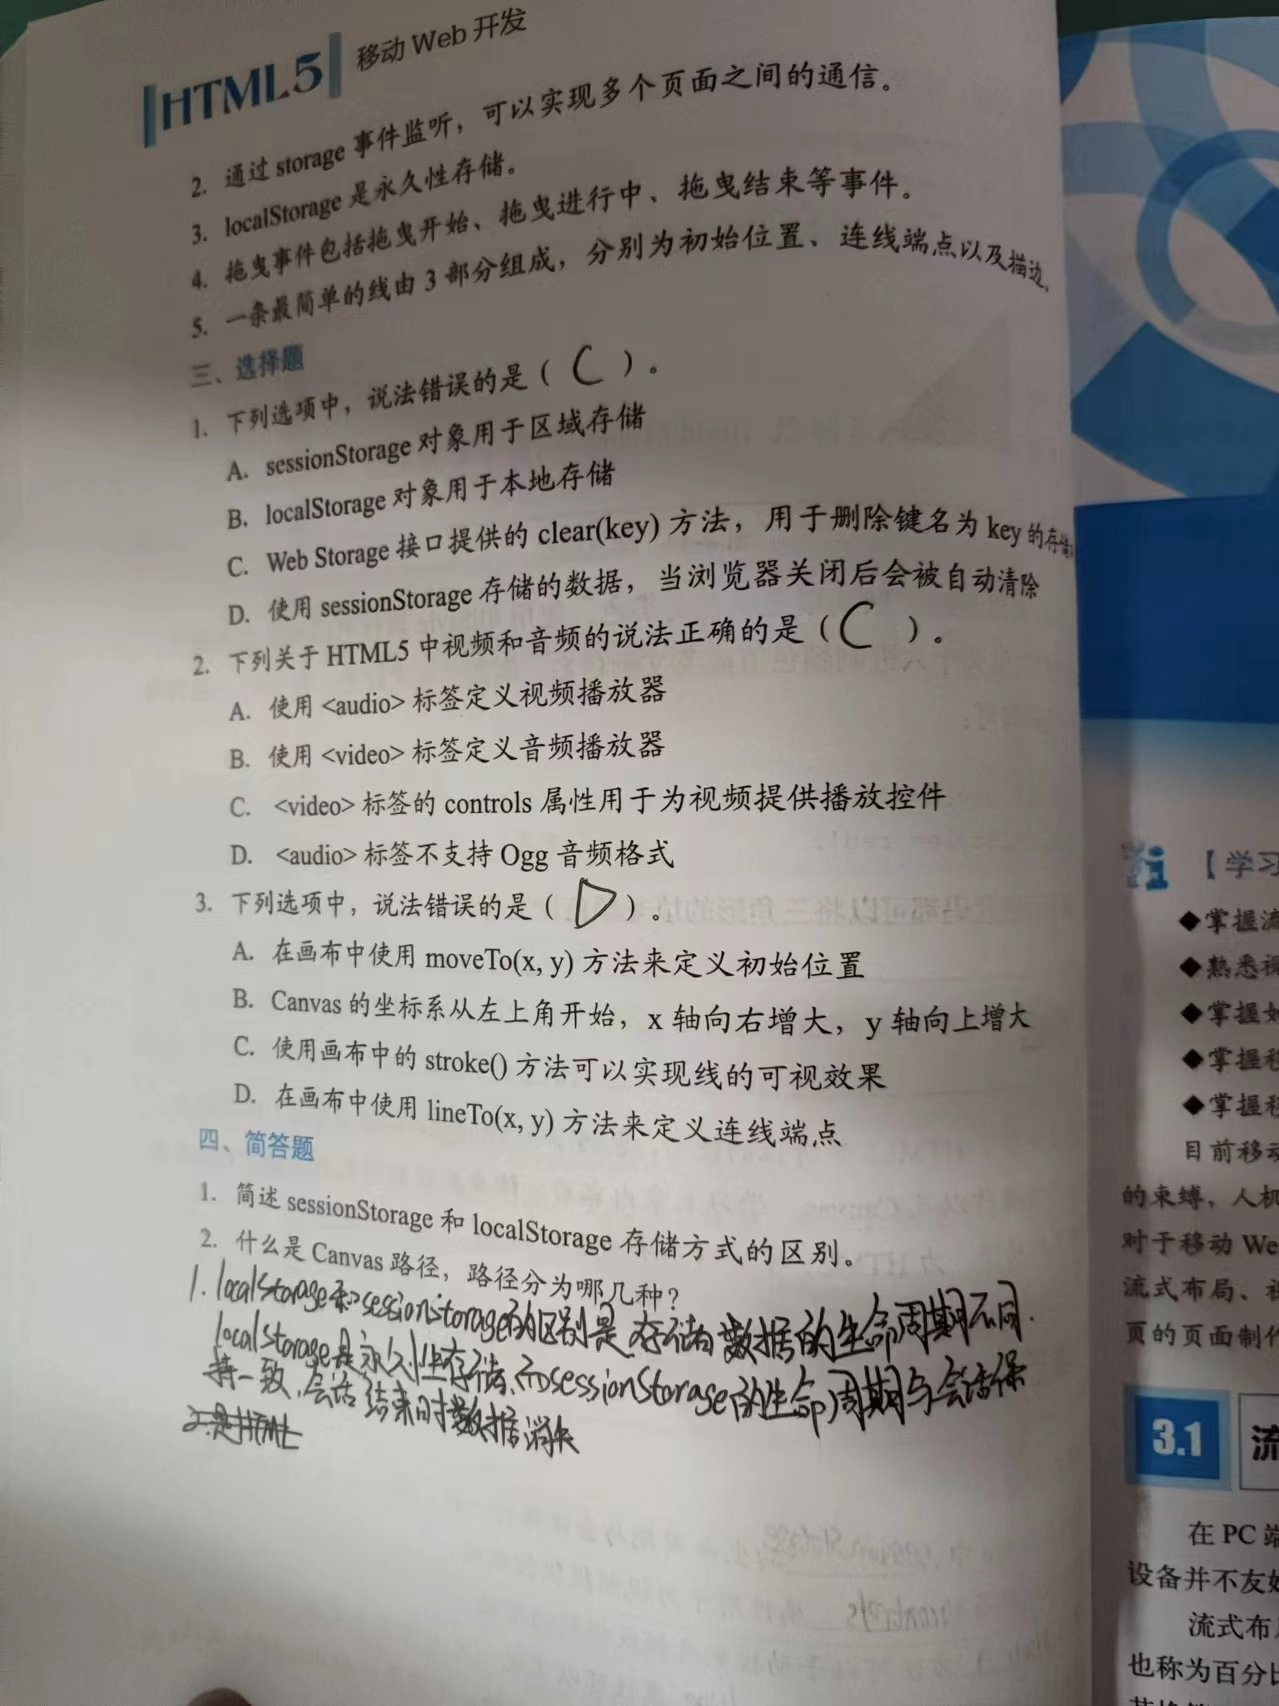 HTML5 移动 Web 开发
2. 通过 storage 事件监听，可以实现多个页面之间的通信。
3. localStorage 是永久性存储。
4. 拖曳事件包括拖曳开始、拖曳进行中、拖曳结束等事件。
5. 一条最简单的线由 3 部分组成，分别为初始位置、连线端点以及描边。
三、选择题
1. 下列选项中，说法错误的是（ C ）。
A. sessionStorage 对象用于区域存储
B. localStorage 对象用于本地存储
C. Web Storage 接口提供的 clear(key) 方法，用于删除键名为 key 的存储
D. 使用 sessionStorage 存储的数据，当浏览器关闭后会被自动清除
2. 下列关于 HTML5 中视频和音频的说法正确的是（ C ）。
A. 使用 <audio> 标签定义视频播放器
B. 使用 <video> 标签定义音频播放器
C. <video> 标签的 controls 属性用于为视频提供播放控件
D. <audio> 标签不支持 Ogg 音频格式
3. 下列选项中，说法错误的是（ D ）。
A. 在画布中使用 moveTo(x, y) 方法来定义初始位置
B. Canvas 的坐标系从左上角开始，x 轴向右增大，y 轴向上增大
C. 使用画布中的 stroke() 方法可以实现线的可视效果
D. 在画布中使用 lineTo(x, y) 方法来定义连线端点
四、简答题
1. 简述 sessionStorage 和 localStorage 存储方式的区别。
2. 什么是 Canvas 路径，路径分为哪几种？
1. localStorage和sessionStorage的区别是存储数据的生命周期不同.
localStorage是永久性存储,而sessionStorage的生命周期与会话保
持一致,会话结束时数据消失
2.是HTML
【学习
◆掌握流
◆熟悉视
◆掌握
◆掌握
◆掌握移
目前移动
的束缚，人机
对于移动 We
流式布局、
页的页面制作
3.1 流
在 PC 端
设备并不友好
流式布局
也称为百分比